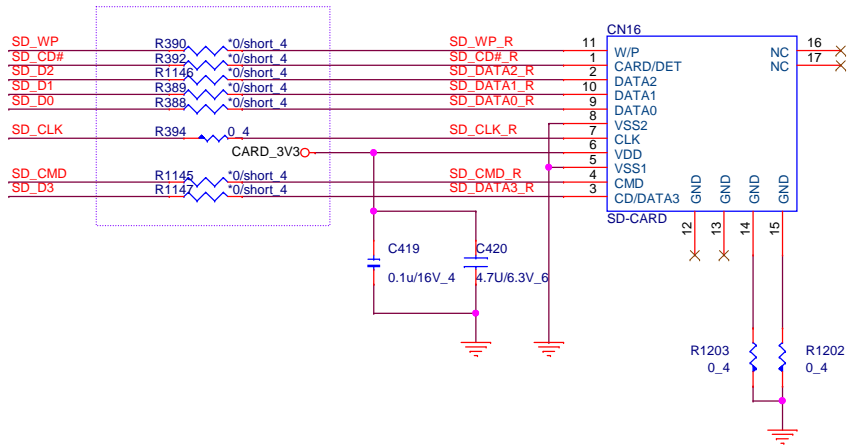 CN16
SD_WP R390 *0/short_4 SD_WP_R 11 W/P NC 16
SD_CD# R392 *0/short_4 SD_CD#_R 1 CARD/DET NC 17
SD_D2 R1146 *0/short_4 SD_DATA2_R 2 DATA2
SD_D1 R389 *0/short_4 SD_DATA1_R 10 DATA1
SD_D0 R388 *0/short_4 SD_DATA0_R 9 DATA0
8 VSS2
SD_CLK R394 0_4 SD_CLK_R 7 CLK
CARD_3V3 6 VDD
5 VSS1
SD_CMD R1145 *0/short_4 SD_CMD_R 4 CMD
SD_D3 R1147 *0/short_4 SD_DATA3_R 3 CD/DATA3
GND GND GND GND
SD-CARD
12 13 14 15
C419 C420
0.1u/16V_4 4.7U/6.3V_6
R1203 R1202
0_4 0_4